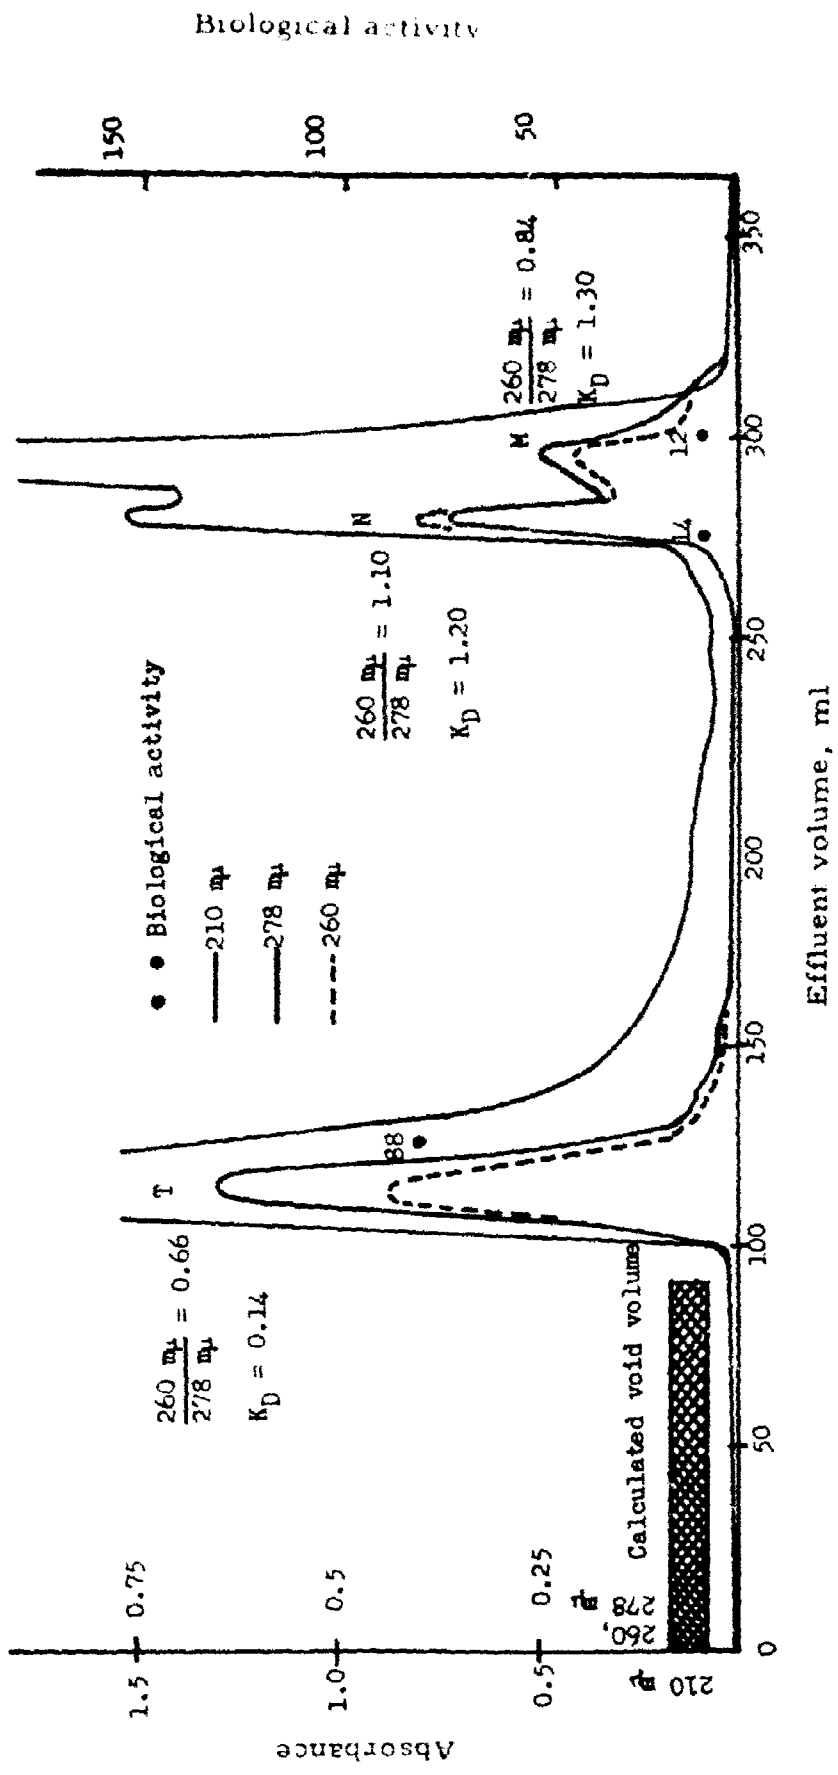 Biological activity
150
100
50
260 mµ
278 mµ
= 0.84
K_D = 1.30
M
12
N
14
260 mµ
278 mµ
= 1.10
K_D = 1.20
• • Biological activity
210 mµ
278 mµ
260 mµ
T
88
260 mµ
278 mµ
= 0.66
K_D = 0.14
Calculated void volume
0.75
0.5
0.25
260,
278
mµ
1.5
1.0
0.5
210 mµ
Absorbance
0
50
100
150
200
250
300
350
Effluent volume, ml